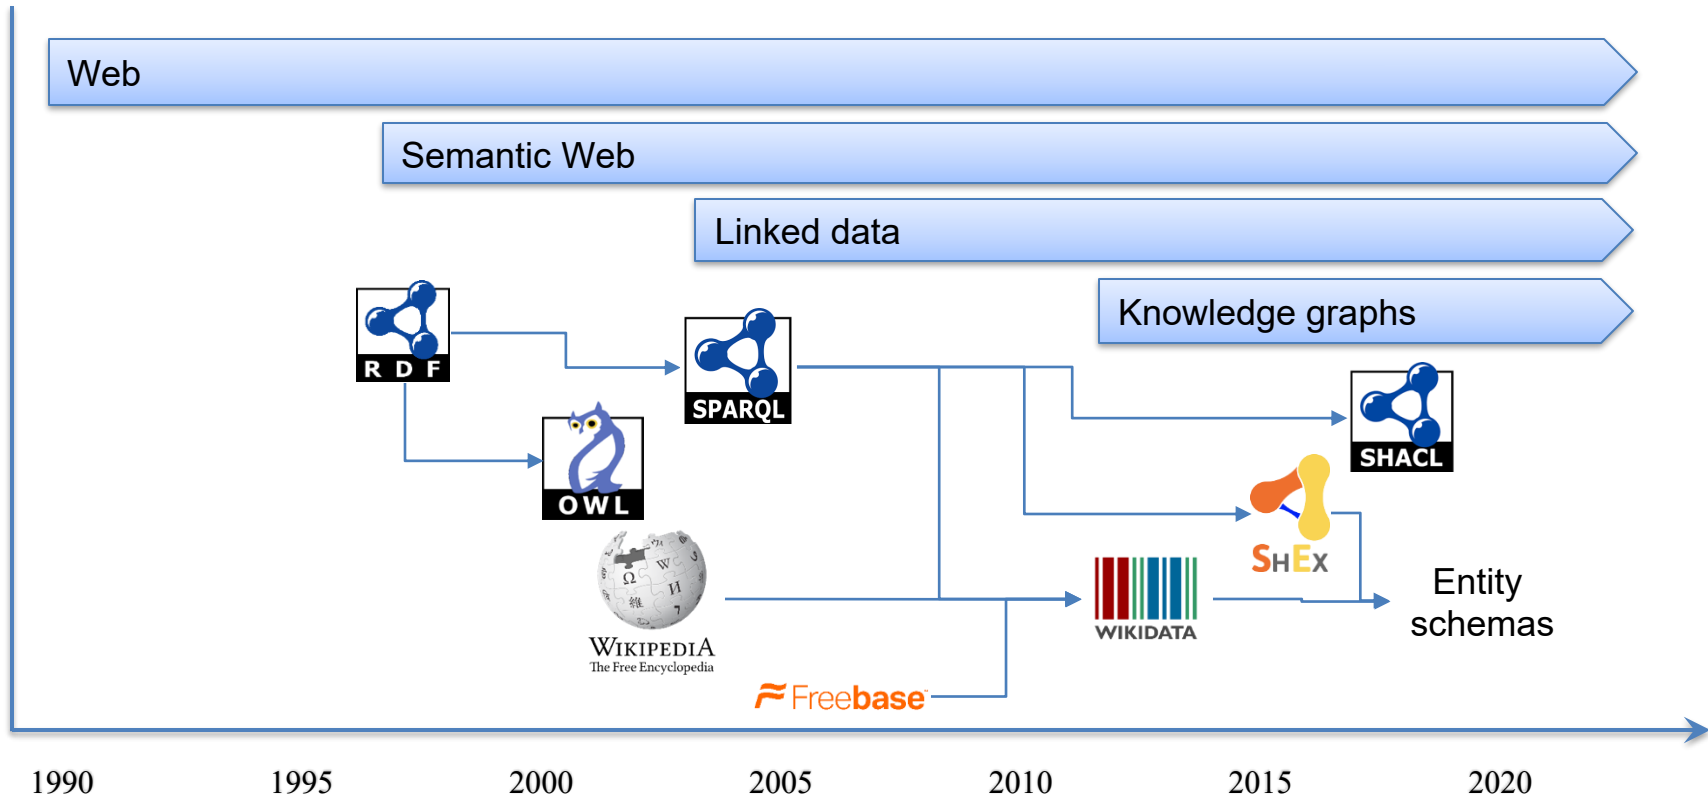 Web
Semantic Web
Linked data
Knowledge graphs
RDF
SPARQL
OWL
SHACL
SHEX
WIKIPEDIA
The Free Encyclopedia
WIKIDATA
Entity
schemas
Freebase
1990 1995 2000 2005 2010 2015 2020